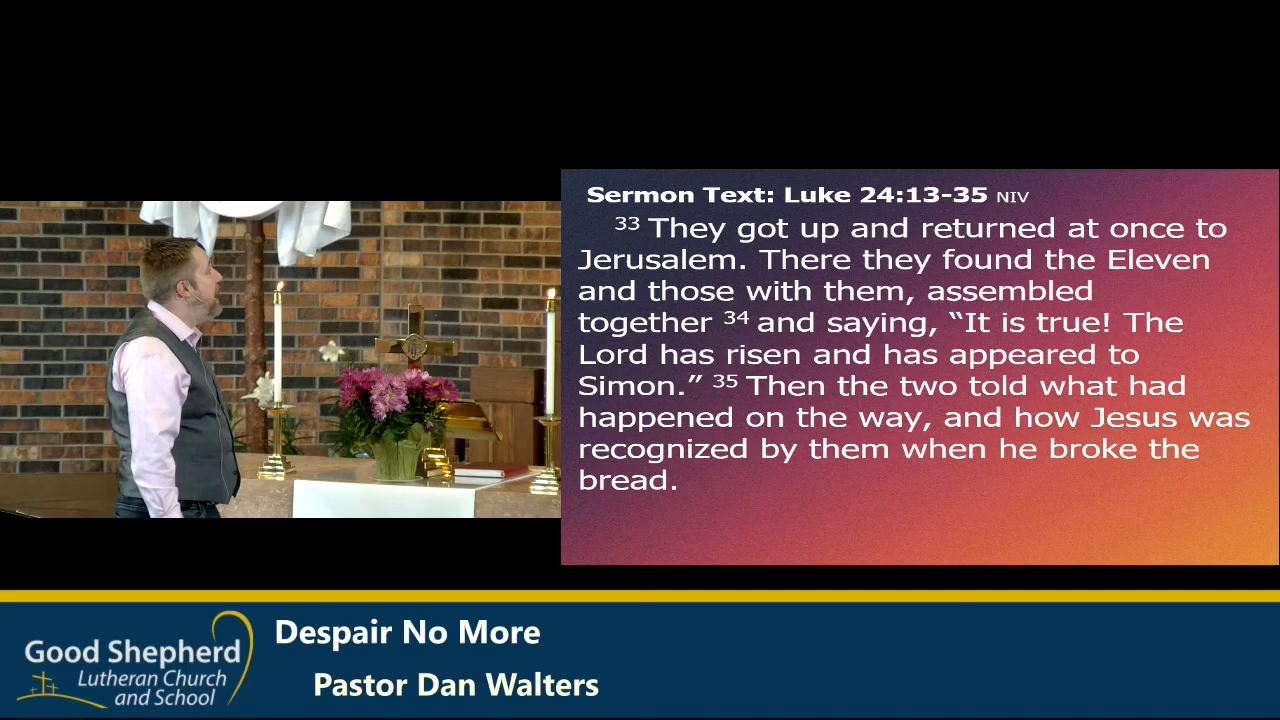 Sermon Text: Luke 24:13-35 NIV
33 They got up and returned at once to
Jerusalem. There they found the Eleven
and those with them, assembled
together 34 and saying, “It is true! The
Lord has risen and has appeared to
Simon.” 35 Then the two told what had
happened on the way, and how Jesus was
recognized by them when he broke the
bread.
Good Shepherd
Lutheran Church
and School
Despair No More
Pastor Dan Walters